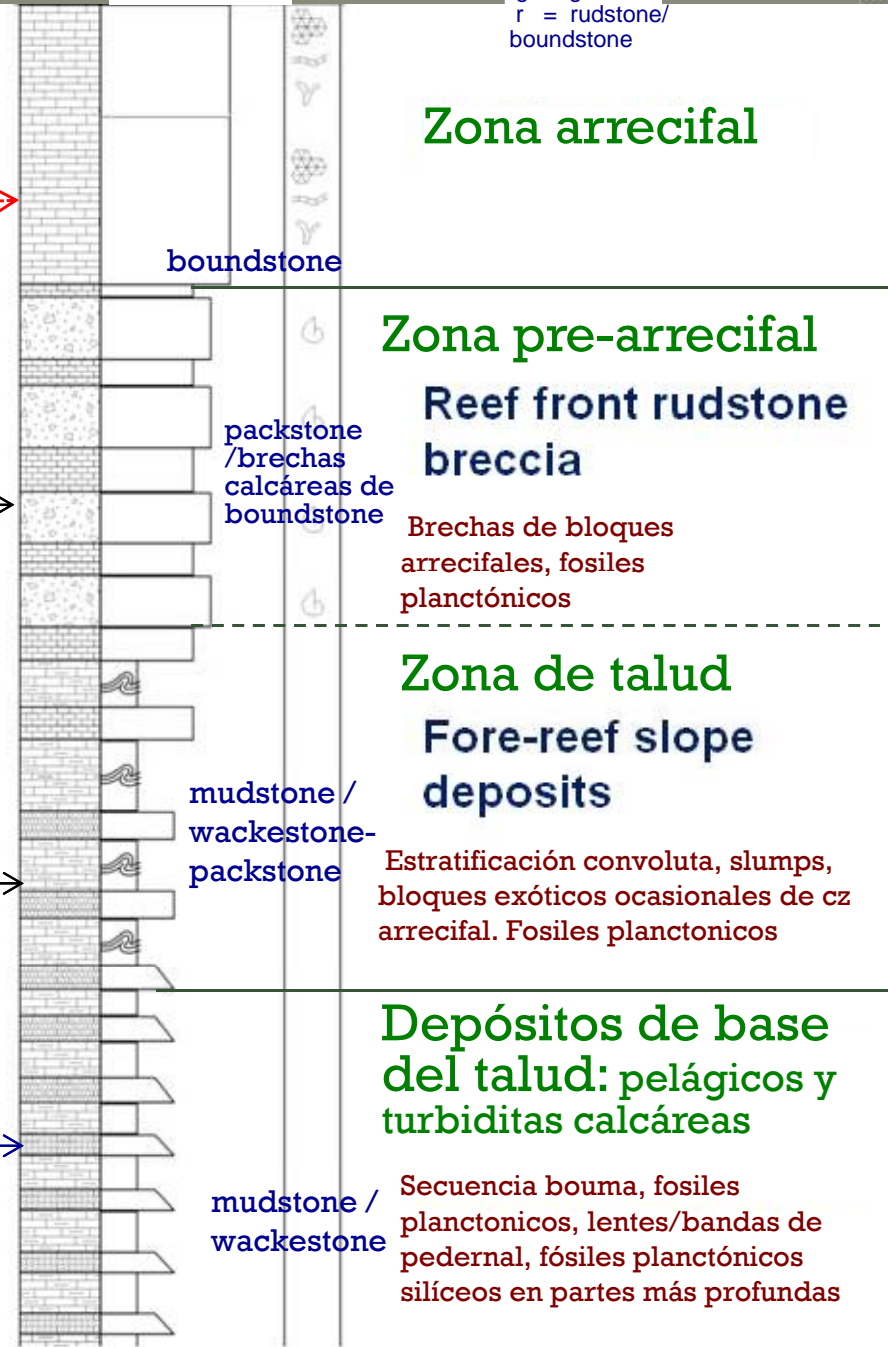 r = rudstone/
boundstone
Zona arrecifal
boundstone
Zona pre-arrecifal
Reef front rudstone
breccia
packstone
/brechas
calcáreas de
boundstone
Brechas de bloques
arrecifales, fosiles
planctónicos
Zona de talud
Fore-reef slope
deposits
mudstone /
wackestone-
packstone
Estratificación convoluta, slumps,
bloques exóticos ocasionales de cz
arrecifal. Fosiles planctonicos
Depósitos de base
del talud: pelágicos y
turbiditas calcáreas
mudstone /
wackestone
Secuencia bouma, fosiles
planctonicos, lentes/bandas de
pedernal, fósiles planctónicos
silíceos en partes más profundas